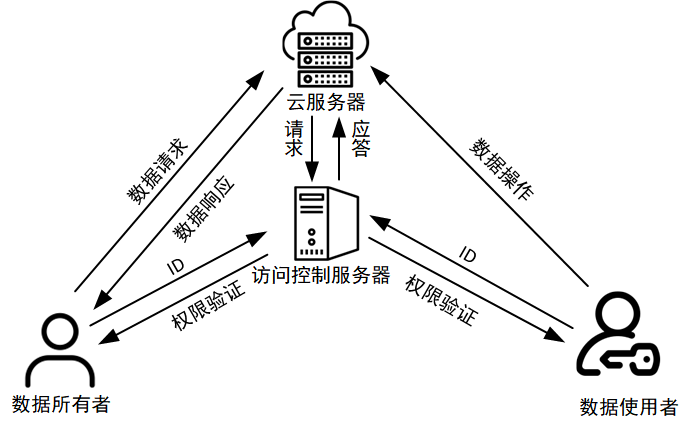 云服务器
请求
应答
数据请求
数据响应
数据操作
ID
ID
访问控制服务器
权限验证
权限验证
数据所有者
数据使用者